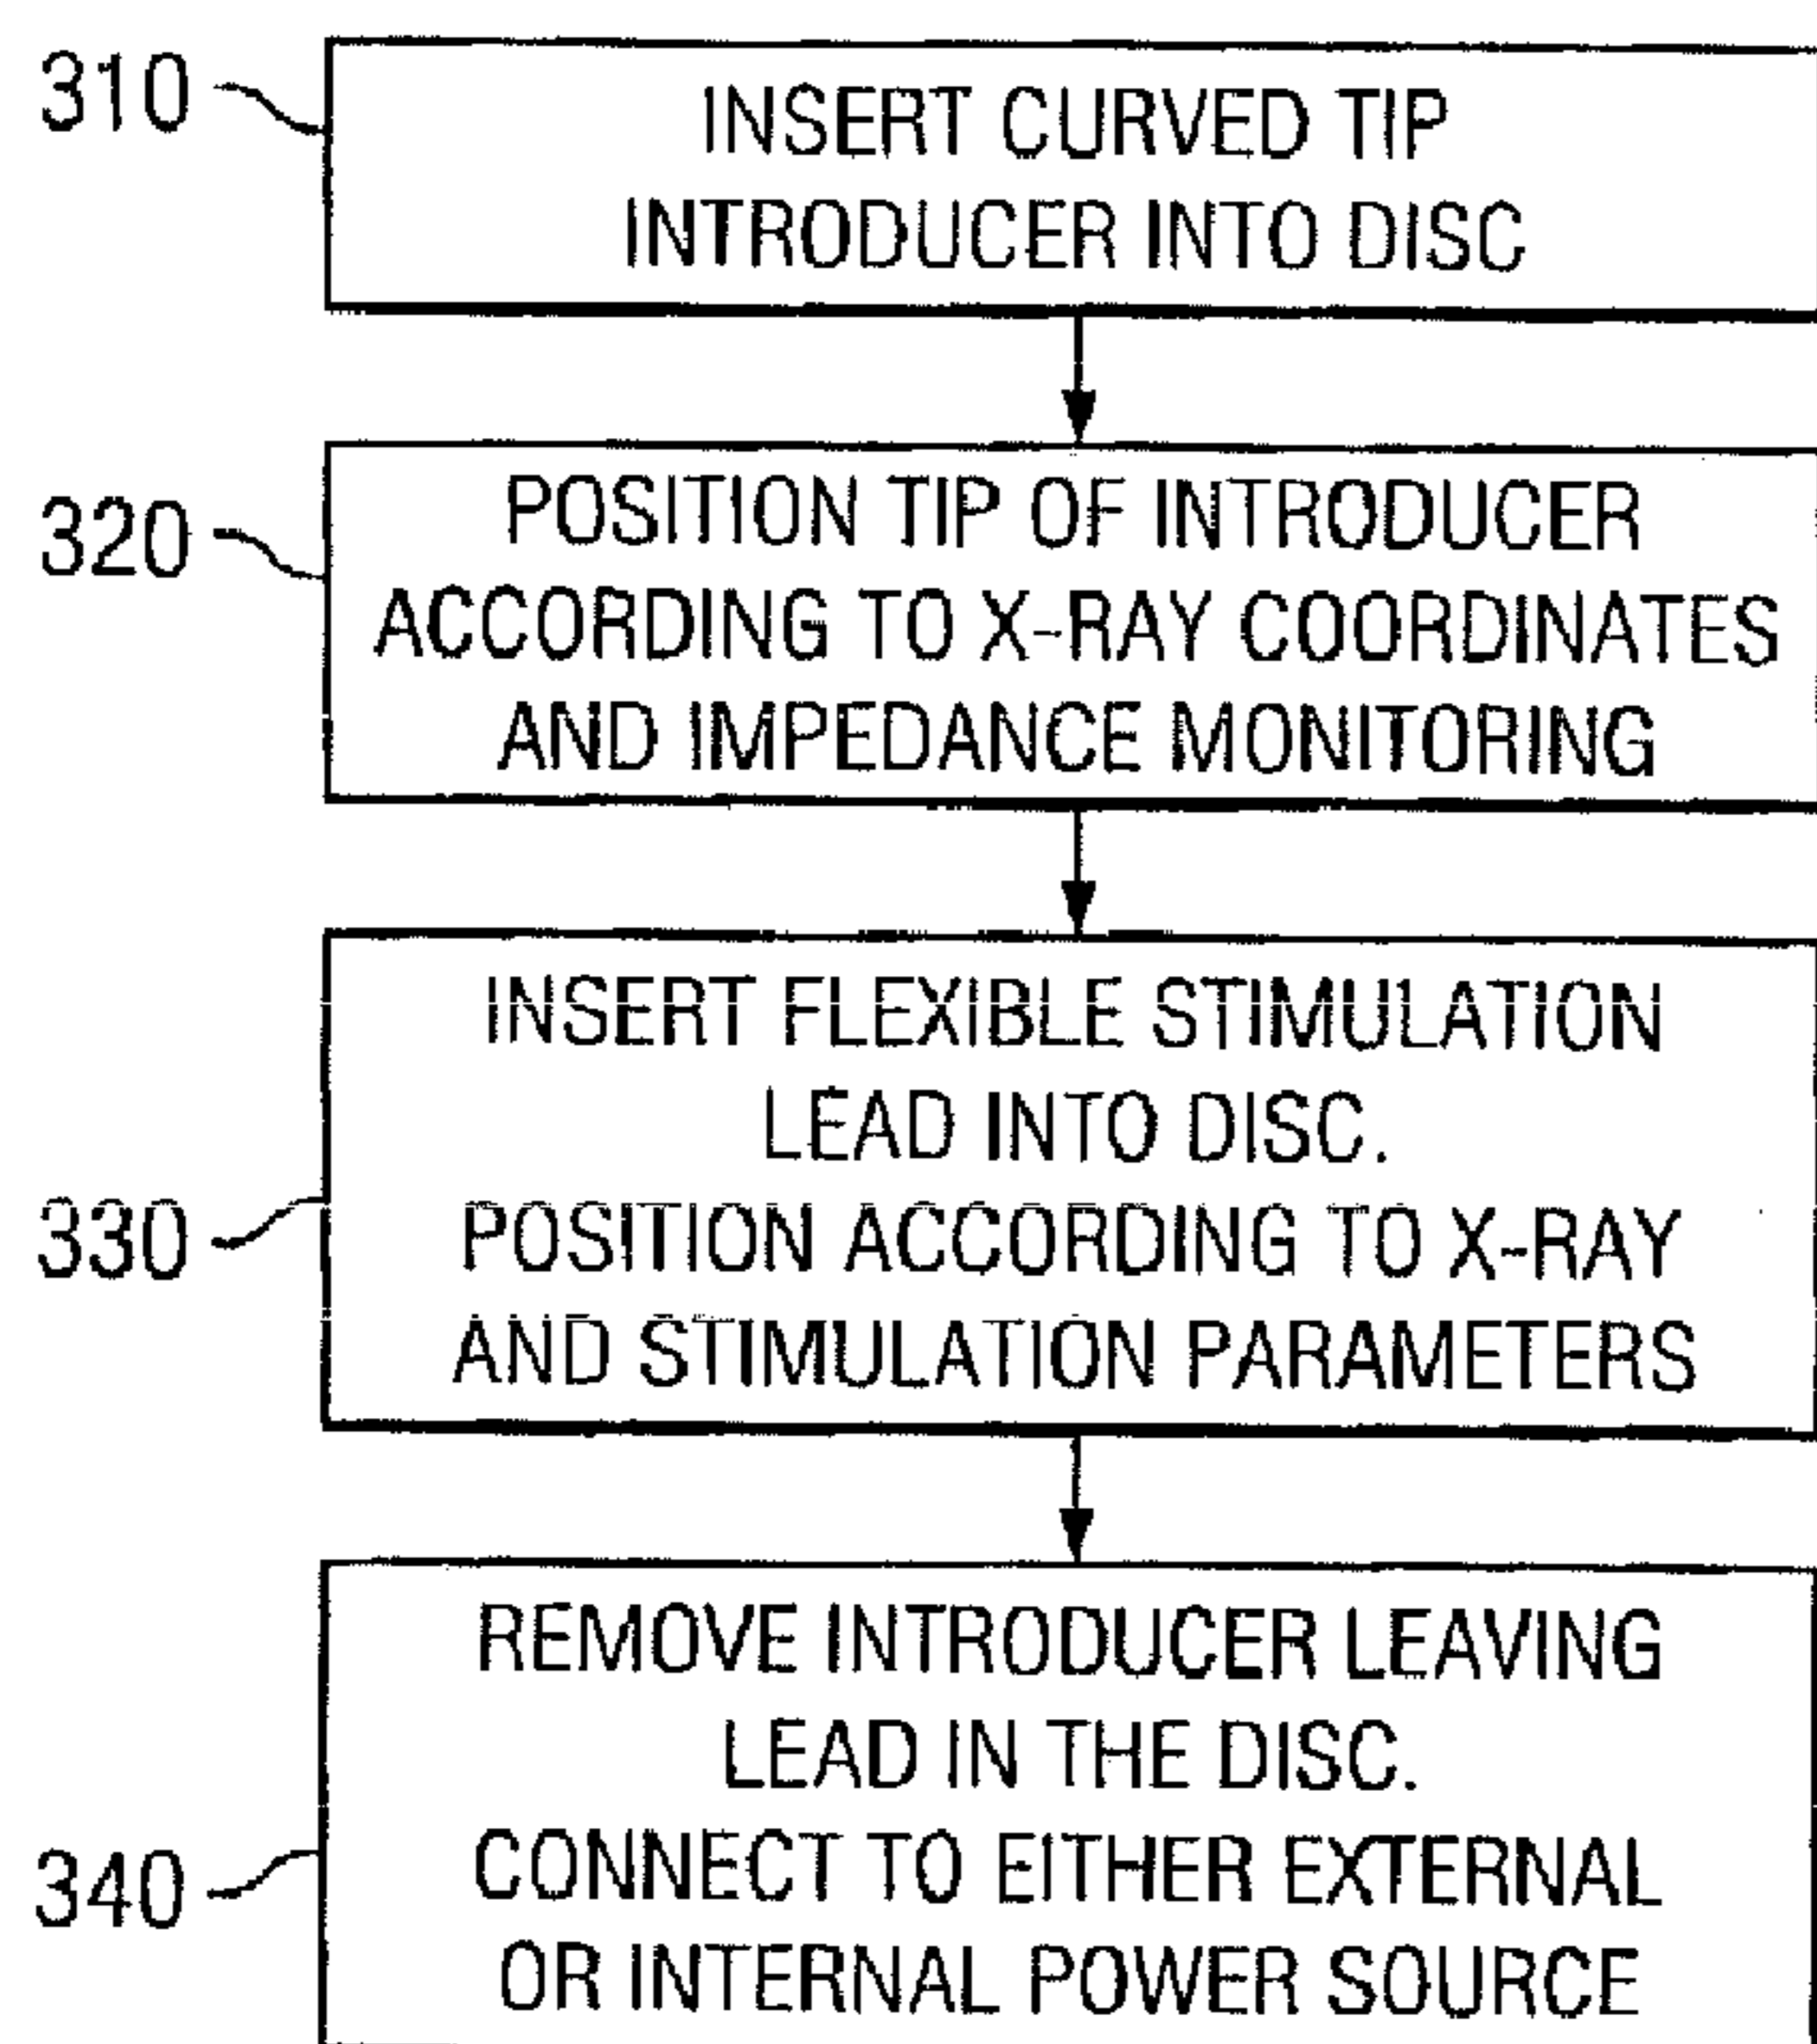 310
INSERT CURVED TIP
INTRODUCER INTO DISC
320
POSITION TIP OF INTRODUCER
ACCORDING TO X-RAY COORDINATES
AND IMPEDANCE MONITORING
330
INSERT FLEXIBLE STIMULATION
LEAD INTO DISC.
POSITION ACCORDING TO X-RAY
AND STIMULATION PARAMETERS
340
REMOVE INTRODUCER LEAVING
LEAD IN THE DISC.
CONNECT TO EITHER EXTERNAL
OR INTERNAL POWER SOURCE